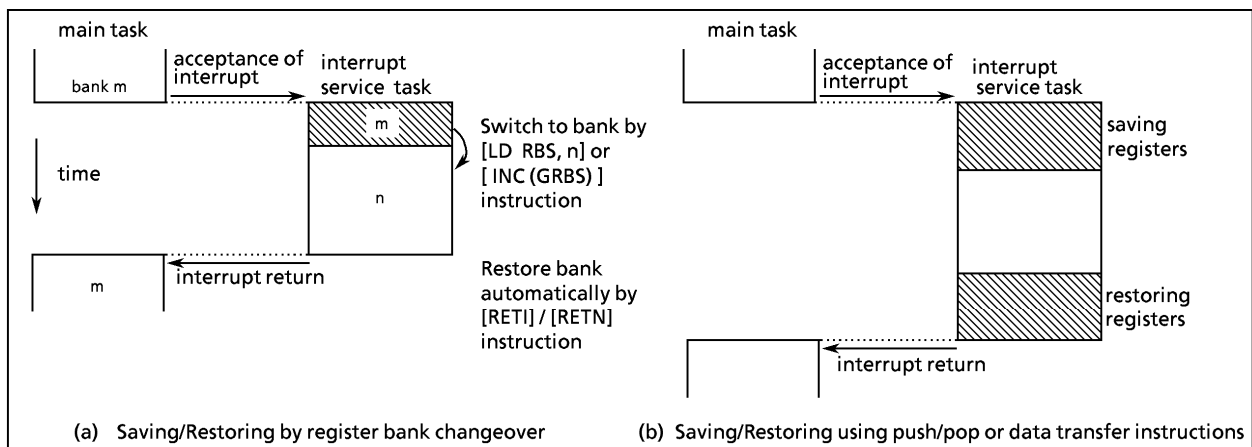 main task
bank m
acceptance of
interrupt
interrupt
service task
m
Switch to bank by
[LD RBS, n] or
[ INC (GRBS) ]
instruction
time
n
interrupt return
m
Restore bank
automatically by
[RETI] / [RETN]
instruction
(a) Saving/Restoring by register bank changeover
main task
acceptance of
interrupt
interrupt
service task
saving
registers
restoring
registers
interrupt return
(b) Saving/Restoring using push/pop or data transfer instructions